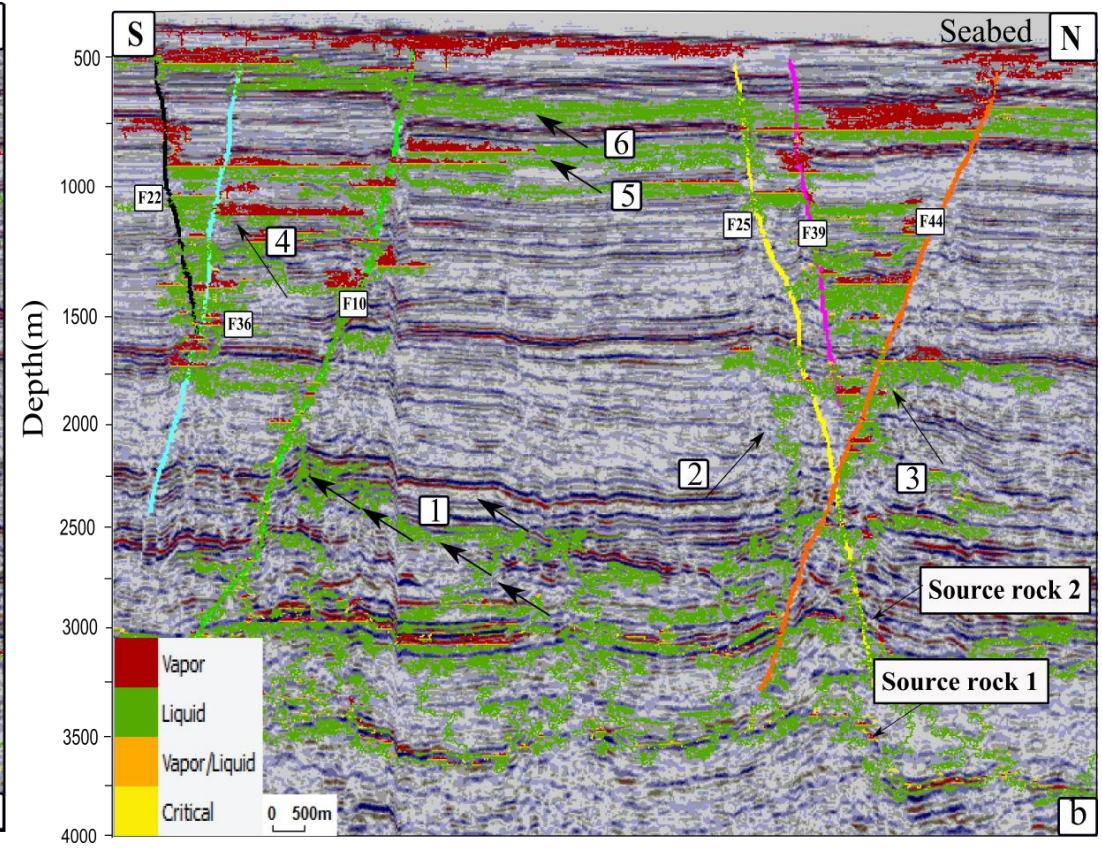 S
Seabed
N
500
6
1000
F22
5
F25
F39
F44
4
F10
1500
F36
2000
Depth(m)
2
3
1
2500
Source rock 2
3000
Vapor
Source rock 1
Liquid
3500
Vapor/Liquid
Critical
0 500m
b
4000